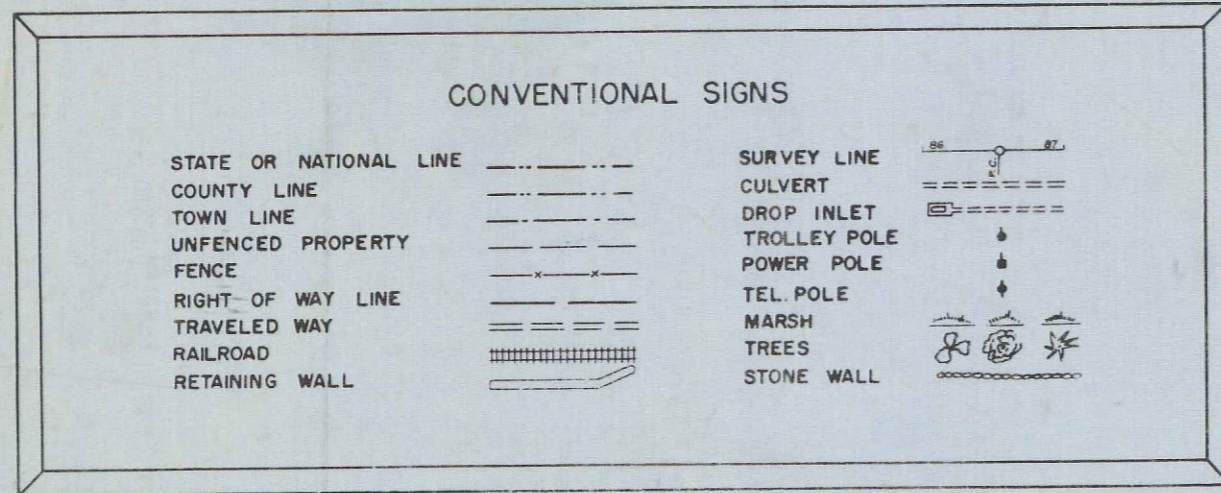 CONVENTIONAL SIGNS
STATE OR NATIONAL LINE
COUNTY LINE
TOWN LINE
UNFENCED PROPERTY
FENCE
RIGHT OF WAY LINE
TRAVELED WAY
RAILROAD
RETAINING WALL
SURVEY LINE 86 87
CULVERT
DROP INLET
TROLLEY POLE
POWER POLE
TEL. POLE
MARSH
TREES
STONE WALL